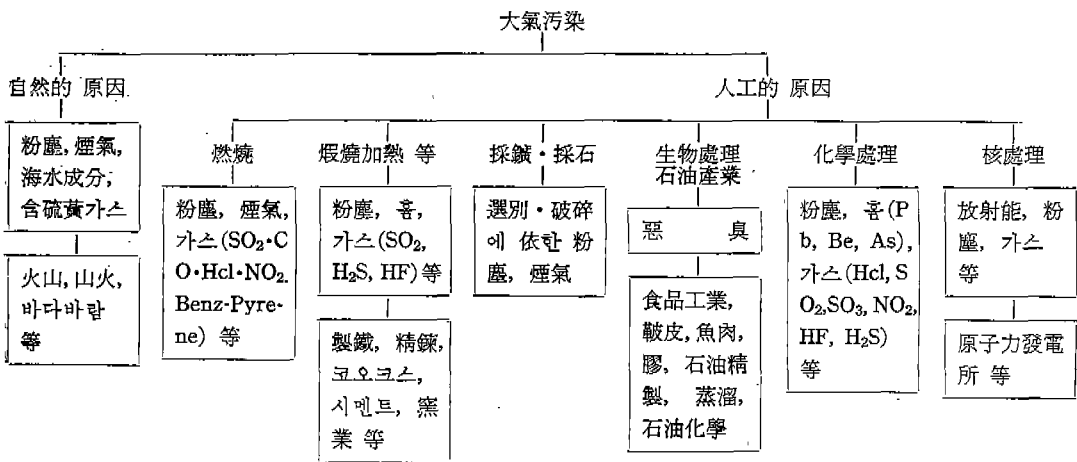 大氣汚染
自然的 原因
人工的 原因
粉塵, 煙氣,
海水成分,
含硫黃가스
火山, 山火,
바다바람
等
燃燒
粉塵, 煙氣,
가스(SO₂·C
O·Hcl·NO₂.
Benz-Pyre-
ne) 等
煆燒加熱 等
粉塵, 흄,
가스(SO₂,
H₂S, HF) 等
製鐵, 精鍊,
코오크스,
시멘트, 窯
業 等
採鑛·採石
選別·破碎
에 依한 粉
塵, 煙氣
生物處理
石油產業
惡 臭
食品工業,
鞁皮, 魚肉,
膠, 石油精
製, 蒸溜,
石油化學
化學處理
粉塵, 흄(P
b, Be, As),
가스(Hcl, S
O₂,SO₃, NO₂,
HF, H₂S)
等
核處理
放射能, 粉
塵, 가스
等
原子力發電
所 等